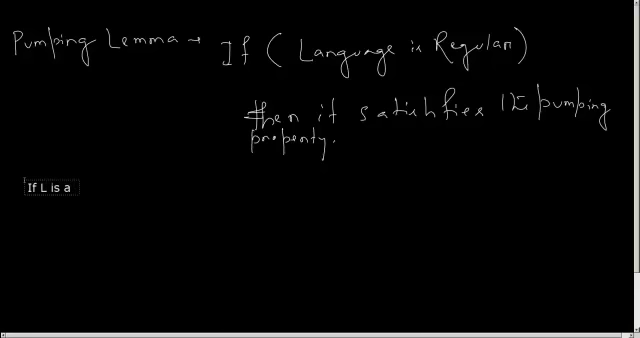 Pumping Lemma → If ( Language is Regular )
then it satisfies the pumping
property.
If L is a